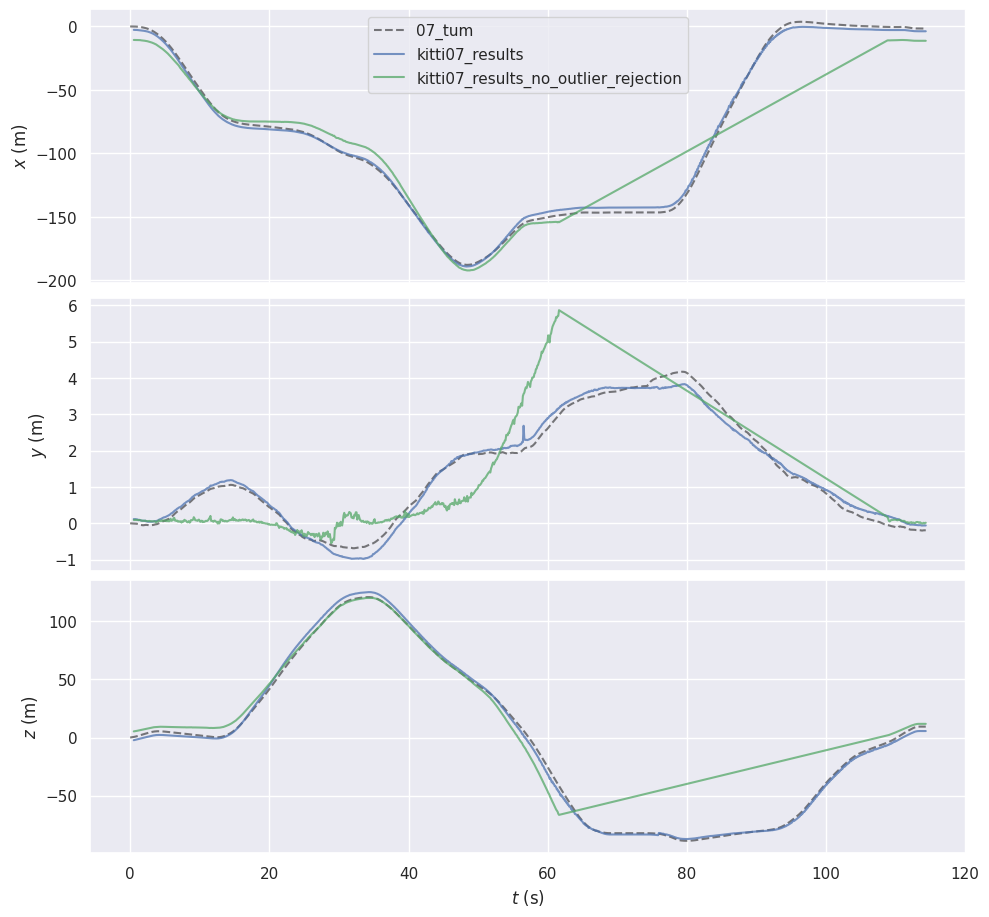 07_tum
kitti07_results
kitti07_results_no_outlier_rejection
x (m)
0
−50
−100
−150
−200
y (m)
6
5
4
3
2
1
0
−1
z (m)
100
50
0
−50
0 20 40 60 80 100 120
t (s)